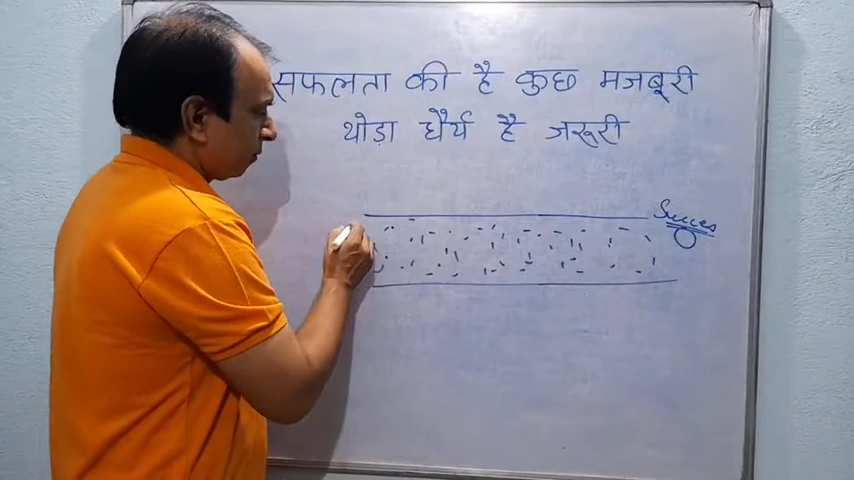 सफलता की है कुछ मजबूरी
थोड़ा धैर्य है जरूरी
Succes